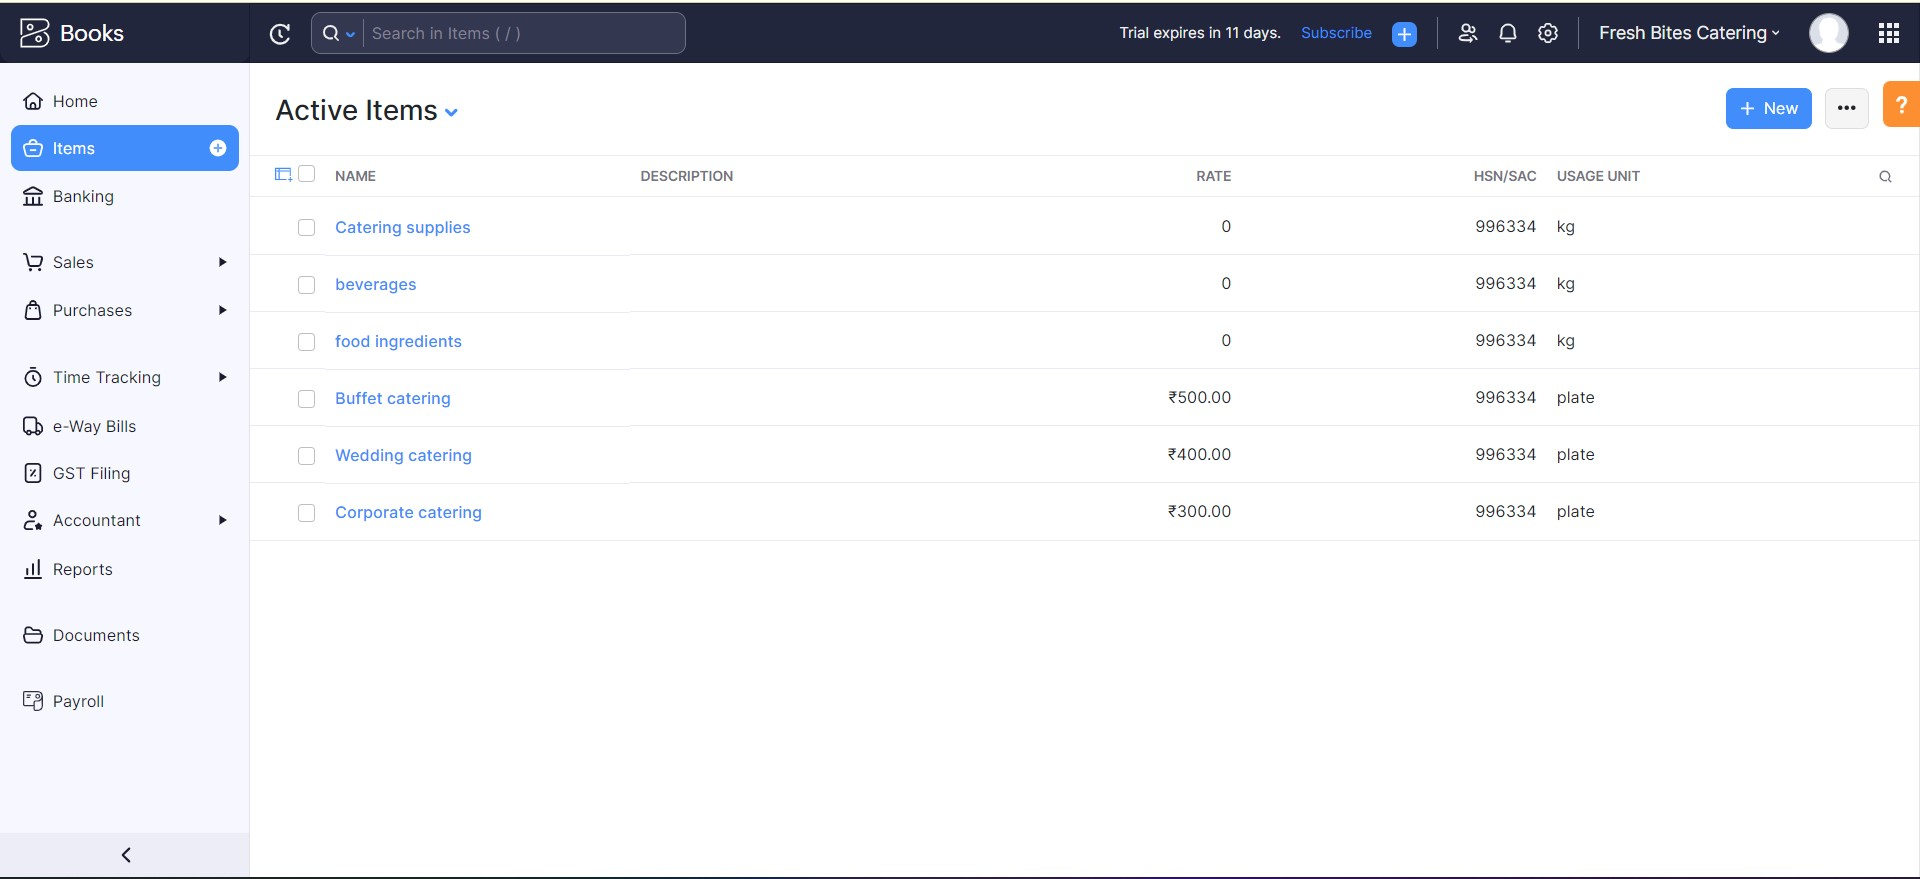 Books
Search in Items ( / )
Trial expires in 11 days. Subscribe
Fresh Bites Catering
Home
Items
Banking
Sales
Purchases
Time Tracking
e-Way Bills
GST Filing
Accountant
Reports
Documents
Payroll
Active Items
+ New
?
NAME DESCRIPTION RATE HSN/SAC USAGE UNIT
Catering supplies 0 996334 kg
beverages 0 996334 kg
food ingredients 0 996334 kg
Buffet catering ₹500.00 996334 plate
Wedding catering ₹400.00 996334 plate
Corporate catering ₹300.00 996334 plate